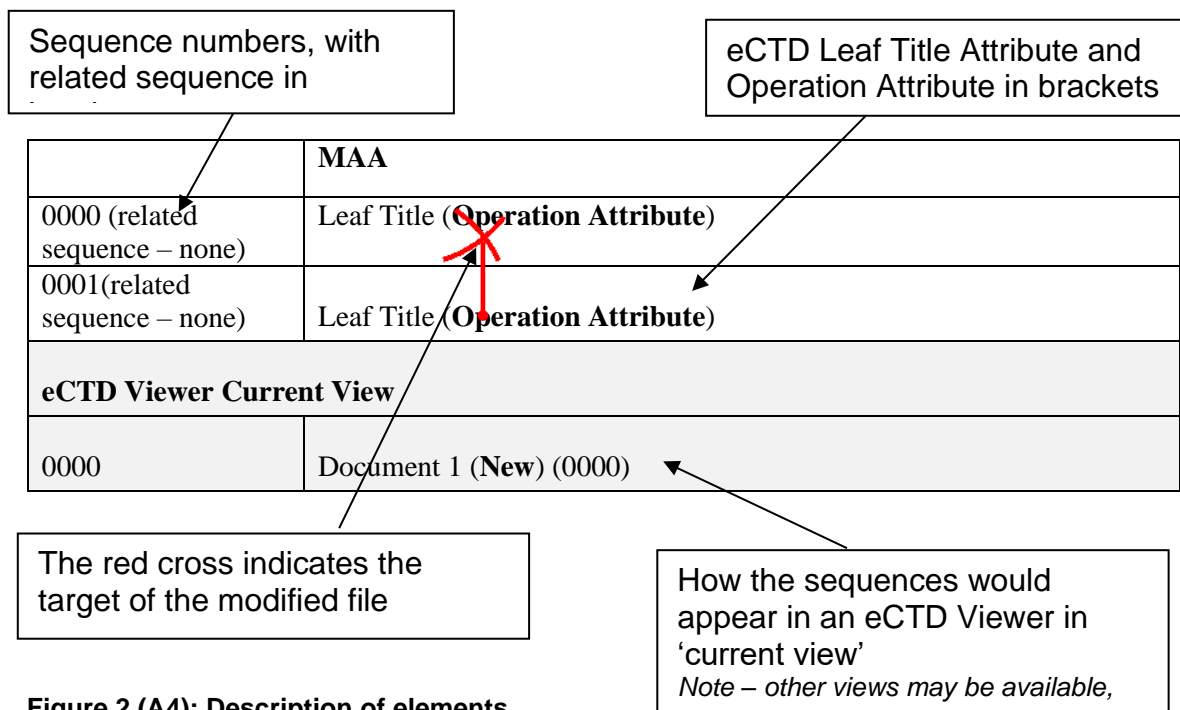 Sequence numbers, with
related sequence in
eCTD Leaf Title Attribute and
Operation Attribute in brackets
MAA
0000 (related
sequence – none)
Leaf Title (Operation Attribute)
0001(related
sequence – none)
Leaf Title (Operation Attribute)
eCTD Viewer Current View
0000
Document 1 (New) (0000)
The red cross indicates the
target of the modified file
How the sequences would
appear in an eCTD Viewer in
‘current view’
Note – other views may be available,
Figure 2 (A4): Description of elements